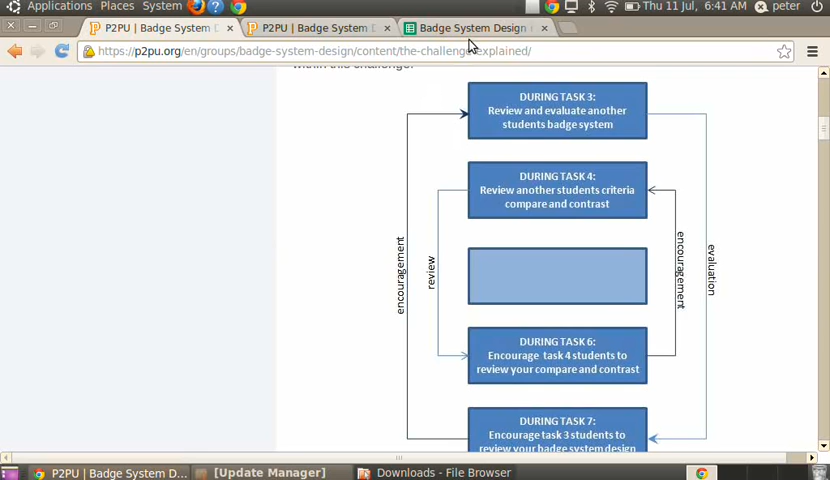 Applications Places System Thu 11 Jul, 6:41 AM peter
P2PU | Badge System D P2PU | Badge System D Badge System Design
https://p2pu.org/en/groups/badge-system-design/content/the-challenge-explained/
within this challenge.
DURING TASK 3:
Review and evaluate another
students badge system
DURING TASK 4:
Review another students criteria
compare and contrast
encouragement
review
encouragement
evaluation
DURING TASK 6:
Encourage task 4 students to
review your compare and contrast
DURING TASK 7:
Encourage task 3 students to
review your badge system design
P2PU | Badge System D... [Update Manager] Downloads - File Browser